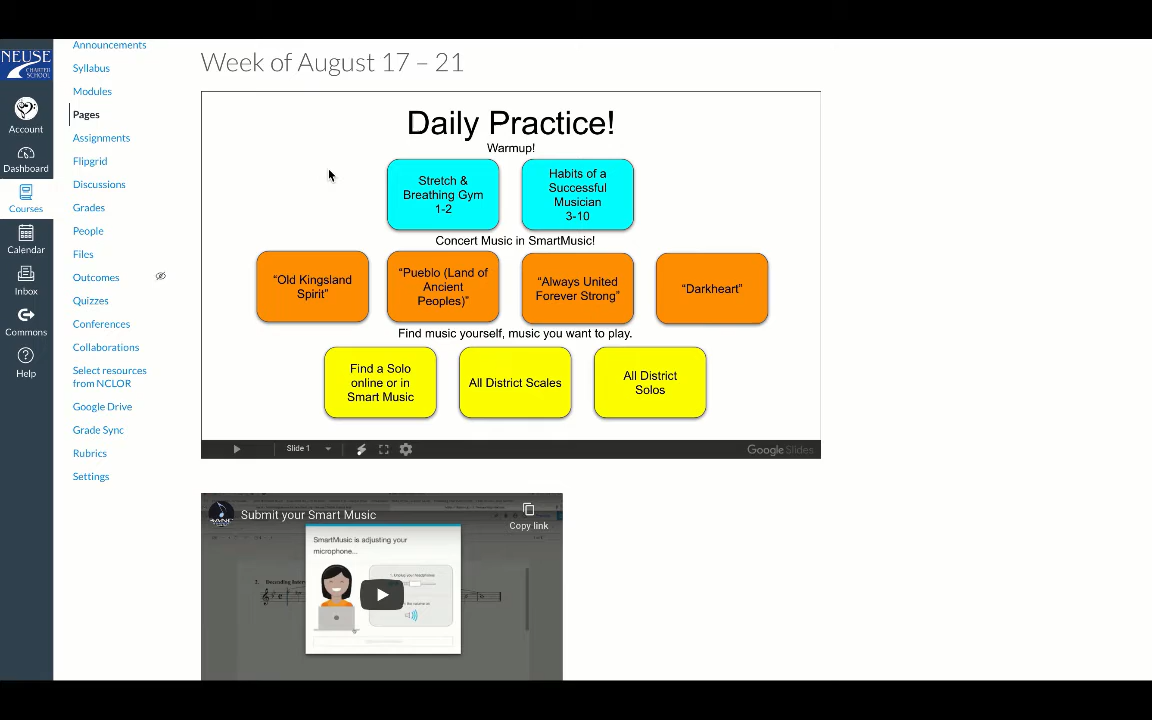 NEUSE
CHARTER
SCHOOL
Account
Dashboard
Courses
Calendar
Inbox
Commons
Help
Announcements
Syllabus
Modules
Pages
Assignments
Flipgrid
Discussions
Grades
People
Files
Outcomes
Quizzes
Conferences
Collaborations
Select resources
from NCLOR
Google Drive
Grade Sync
Rubrics
Settings
Week of August 17 – 21
Daily Practice!
Warmup!
Stretch &
Breathing Gym
1-2
Habits of a
Successful
Musician
3-10
Concert Music in SmartMusic!
“Old Kingsland
Spirit”
“Pueblo (Land of
Ancient
Peoples)”
“Always United
Forever Strong”
“Darkheart”
Find music yourself, music you want to play.
Find a Solo
online or in
Smart Music
All District Scales
All District
Solos
Slide 1
Google Slides
Submit your Smart Music
Copy link
SmartMusic is adjusting your
microphone...